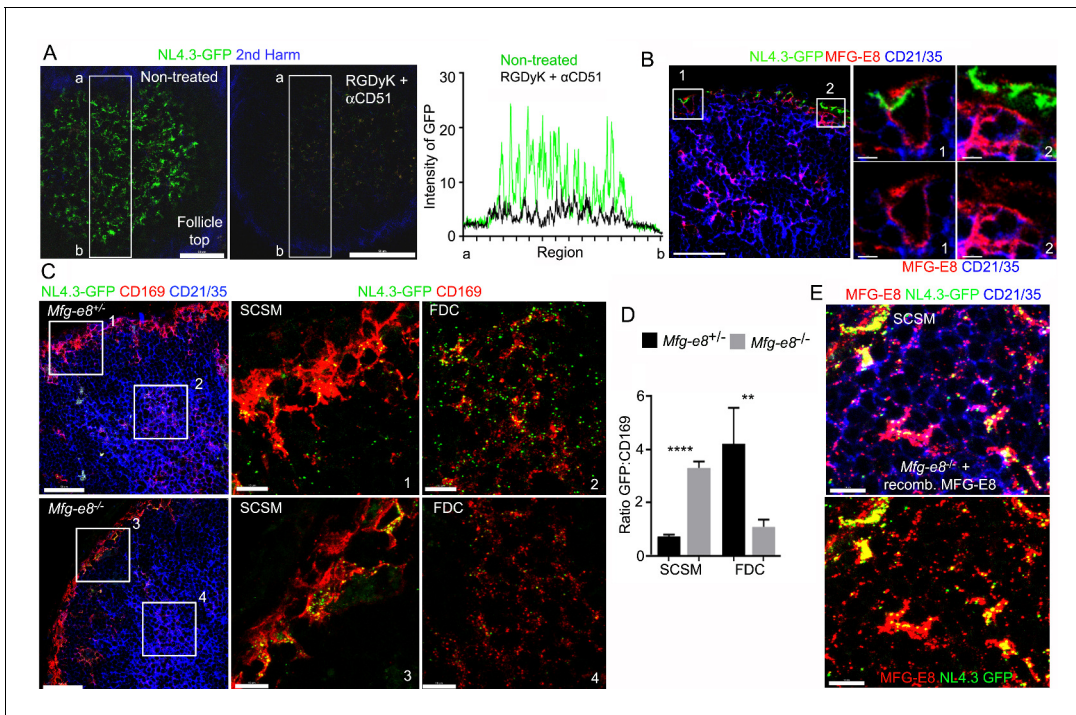 A
NL4.3-GFP 2nd Harm
a
Non-treated
b
Follicle
top
a
RGDyK +
αCD51
b
Non-treated
RGDyK + αCD51
Intensity of GFP
30
20
10
0
a
Region
b
B
NL4.3-GFP MFG-E8 CD21/35
1
2
1
2
1
2
MFG-E8 CD21/35
C
NL4.3-GFP CD169 CD21/35
NL4.3-GFP CD169
Mfg-e8+/-
1
2
SCSM
1
FDC
2
Mfg-e8-/-
3
4
SCSM
3
FDC
4
D
Mfg-e8+/-
Mfg-e8-/-
Ratio GFP:CD169
6
4
2
0
****
**
SCSM
FDC
E
MFG-E8 NL4.3-GFP CD21/35
SCSM
Mfg-e8-/- +
recomb. MFG-E8
MFG-E8 NL4.3 GFP